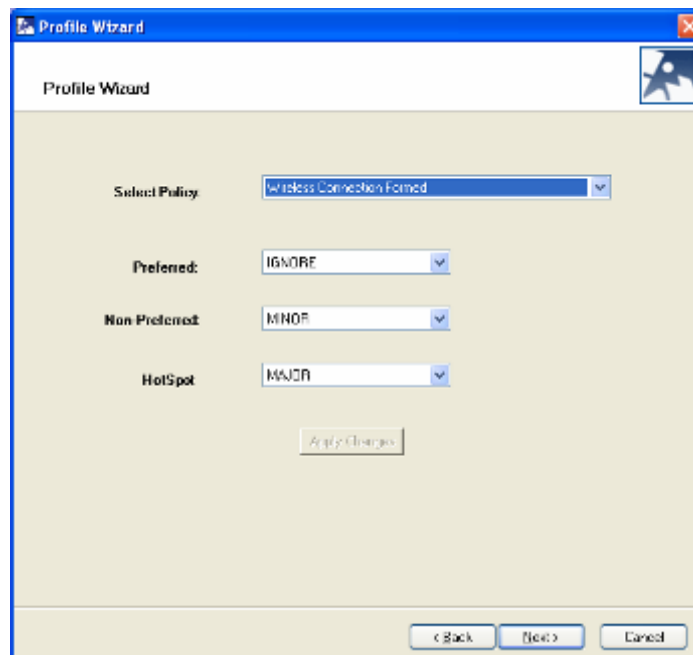 Profile Wizard
Profile Wizard
Select Policy:
Wireless Connection Formed
Preferred:
IGNORE
Non-Preferred:
MINOR
HotSpot
MAJOR
Apply Changes
< Back
Next >
Cancel